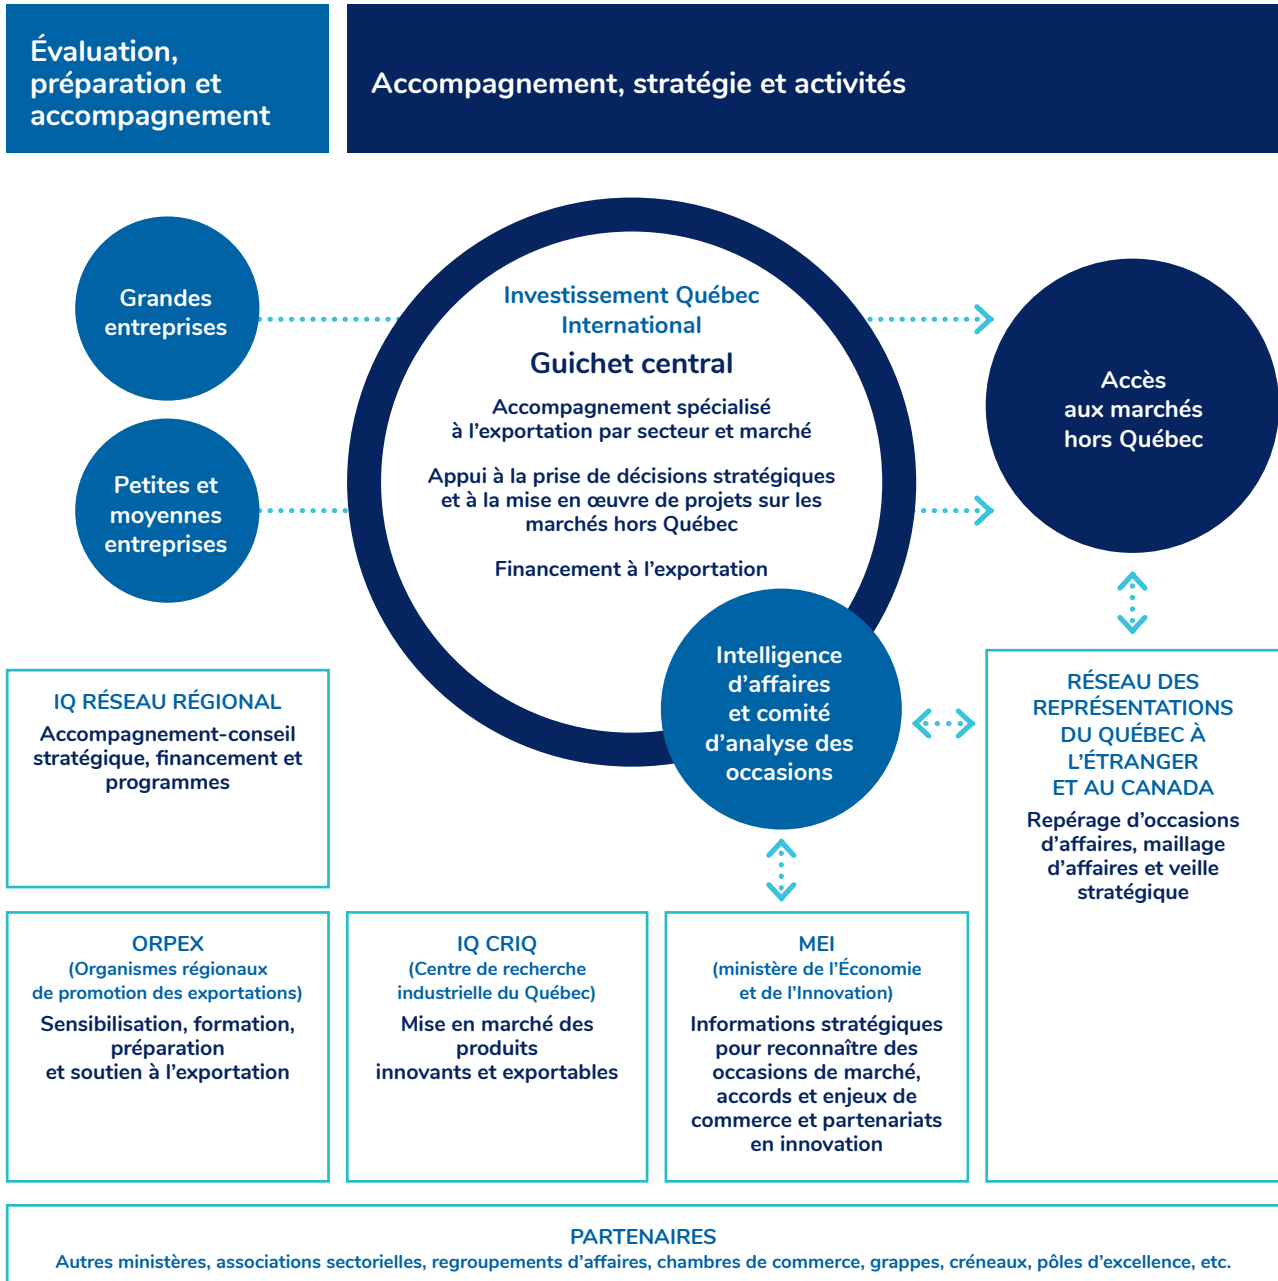 Évaluation,
préparation et
accompagnement
Accompagnement, stratégie et activités
Grandes
entreprises
Petites et
moyennes
entreprises
Investissement Québec
International
Guichet central
Accompagnement spécialisé
à l’exportation par secteur et marché
Appui à la prise de décisions stratégiques
et à la mise en œuvre de projets sur les
marchés hors Québec
Financement à l’exportation
Intelligence
d’affaires
et comité
d’analyse des
occasions
Accès
aux marchés
hors Québec
IQ RÉSEAU RÉGIONAL
Accompagnement-conseil
stratégique, financement et
programmes
RÉSEAU DES
REPRÉSENTATIONS
DU QUÉBEC À
L’ÉTRANGER
ET AU CANADA
Repérage d’occasions
d’affaires, maillage
d’affaires et veille
stratégique
ORPEX
(Organismes régionaux
de promotion des exportations)
Sensibilisation, formation,
préparation
et soutien à l’exportation
IQ CRIQ
(Centre de recherche
industrielle du Québec)
Mise en marché des
produits
innovants et exportables
MEI
(ministère de l’Économie
et de l’Innovation)
Informations stratégiques
pour reconnaître des
occasions de marché,
accords et enjeux de
commerce et partenariats
en innovation
PARTENAIRES
Autres ministères, associations sectorielles, regroupements d’affaires, chambres de commerce, grappes, créneaux, pôles d’excellence, etc.